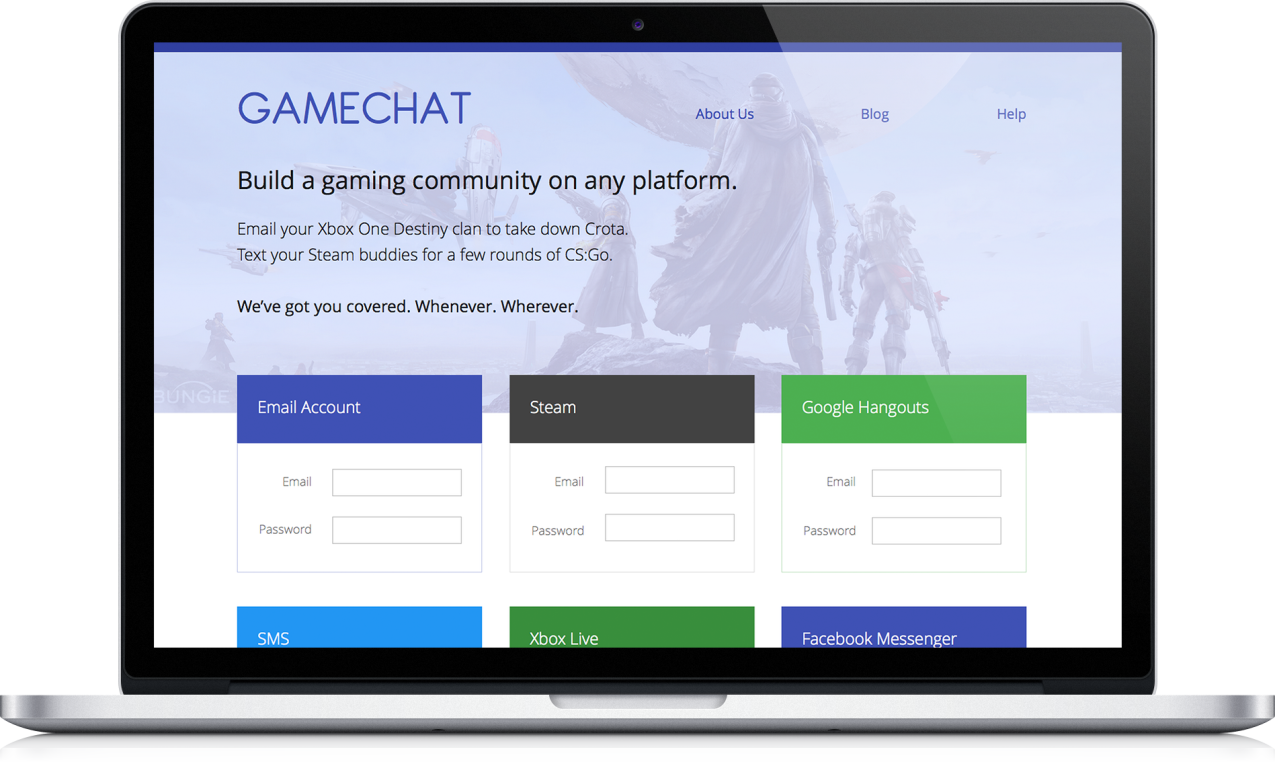 GAMECHAT
About Us
Blog
Help
Build a gaming community on any platform.
Email your Xbox One Destiny clan to take down Crota.
Text your Steam buddies for a few rounds of CS:Go.
We’ve got you covered. Whenever. Wherever.
BUNGiE
Email Account
Steam
Google Hangouts
Email
Email
Email
Password
Password
Password
SMS
Xbox Live
Facebook Messenger